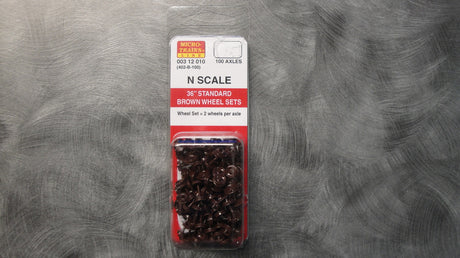 MICRO-
TRAINS®
LINE
003 12 010
(403-B-100)
100 AXLES
N SCALE
36" STANDARD
BROWN WHEEL SETS
Wheel Set = 2 wheels per axle